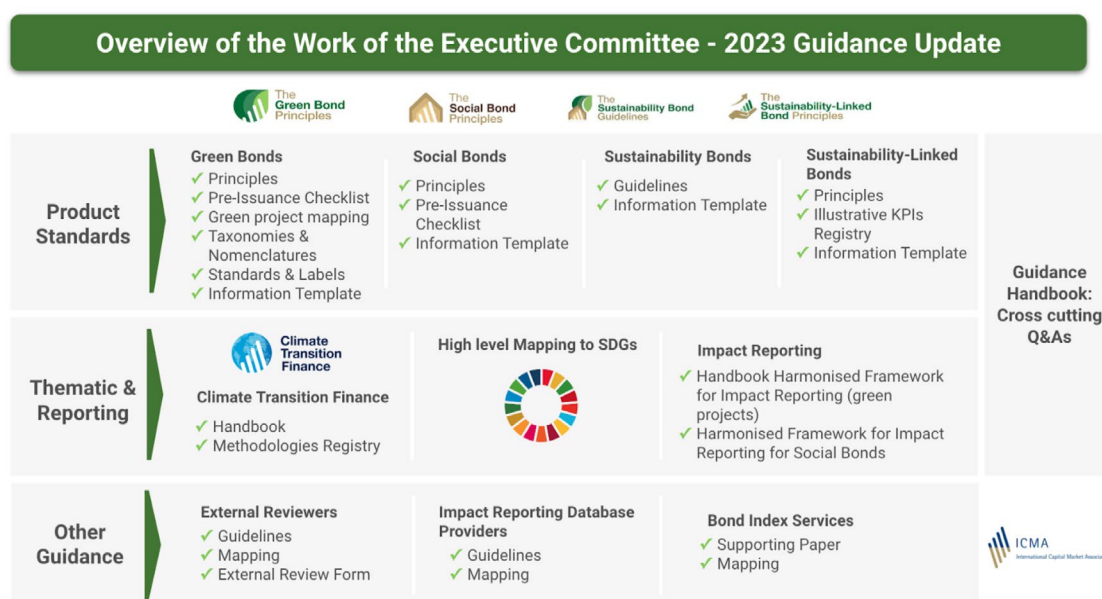 Overview of the Work of the Executive Committee - 2023 Guidance Update
The
Green Bond
Principles
The
Social Bond
Principles
The
Sustainability Bond
Guidelines
The
Sustainability-Linked
Bond Principles
Product
Standards
Green Bonds
✓ Principles
✓ Pre-Issuance Checklist
✓ Green project mapping
✓ Taxonomies &
Nomenclatures
✓ Standards & Labels
✓ Information Template
Social Bonds
✓ Principles
✓ Pre-Issuance
Checklist
✓ Information Template
Sustainability Bonds
✓ Guidelines
✓ Information Template
Sustainability-Linked
Bonds
✓ Principles
✓ Illustrative KPIs
Registry
✓ Information Template
Guidance
Handbook:
Cross cutting
Q&As
Thematic &
Reporting
Climate
Transition
Finance
Climate Transition Finance
✓ Handbook
✓ Methodologies Registry
High level Mapping to SDGs
Impact Reporting
✓ Handbook Harmonised Framework
for Impact Reporting (green
projects)
✓ Harmonised Framework for Impact
Reporting for Social Bonds
Other
Guidance
External Reviewers
✓ Guidelines
✓ Mapping
✓ External Review Form
Impact Reporting Database
Providers
✓ Guidelines
✓ Mapping
Bond Index Services
✓ Supporting Paper
✓ Mapping
ICMA
International Capital Market Associa